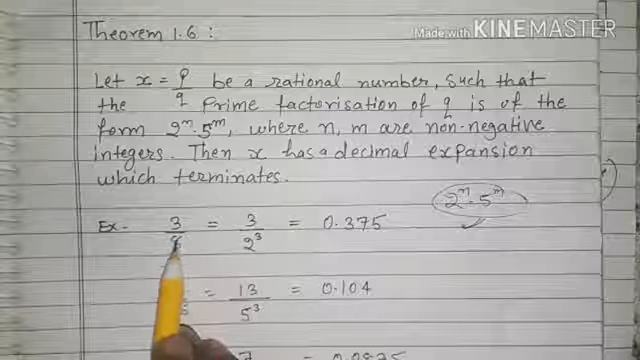 Theorem 1.6 :
Made with KINEMASTER
Let x = p/q be a rational number, such that
the Prime factorisation of q is of the
form 2^n · 5^m, where n, m are non-negative
integers. Then x has a decimal expansion
which terminates.
2^n · 5^m
Ex- 3/8 = 3/2^3 = 0.375
= 13/5^3 = 0.104
= 0.0875